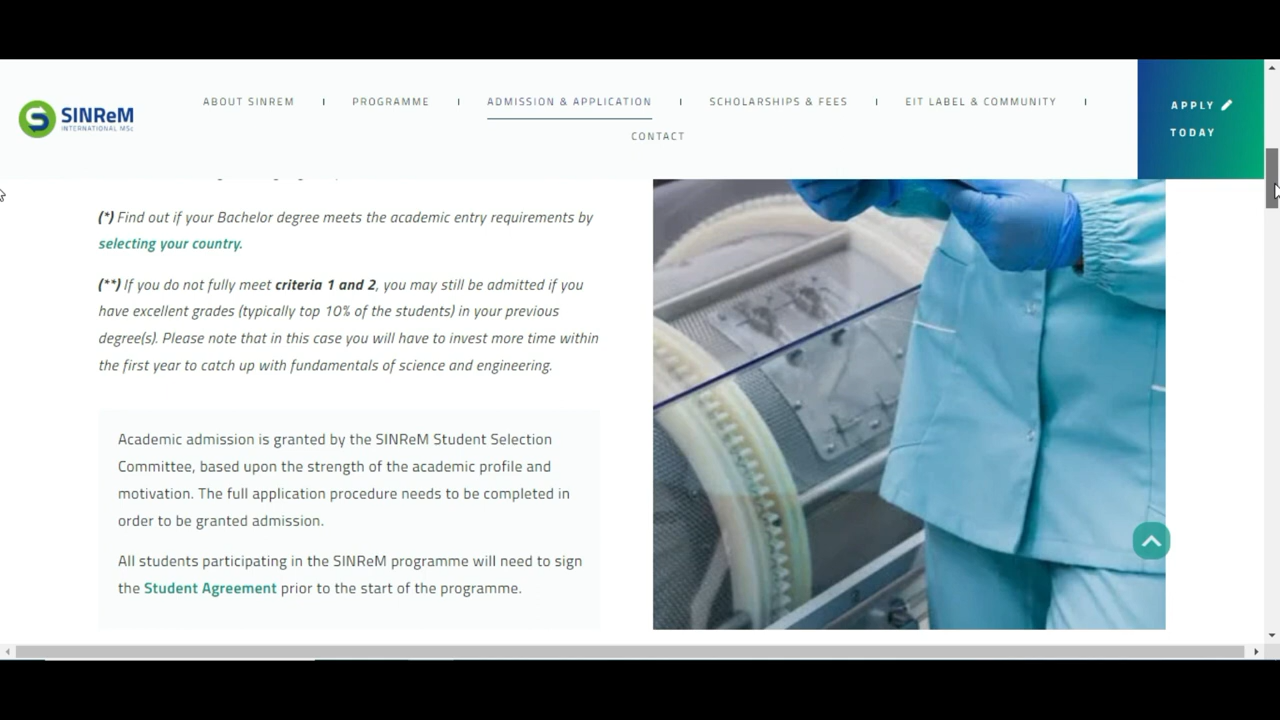 SINReM
INTERNATIONAL MSc
ABOUT SINREM
PROGRAMME
ADMISSION & APPLICATION
SCHOLARSHIPS & FEES
EIT LABEL & COMMUNITY
CONTACT
APPLY
TODAY
(*) Find out if your Bachelor degree meets the academic entry requirements by
selecting your country.
(**) If you do not fully meet criteria 1 and 2, you may still be admitted if you
have excellent grades (typically top 10% of the students) in your previous
degree(s). Please note that in this case you will have to invest more time within
the first year to catch up with fundamentals of science and engineering.
Academic admission is granted by the SINReM Student Selection
Committee, based upon the strength of the academic profile and
motivation. The full application procedure needs to be completed in
order to be granted admission.
All students participating in the SINReM programme will need to sign
the Student Agreement prior to the start of the programme.